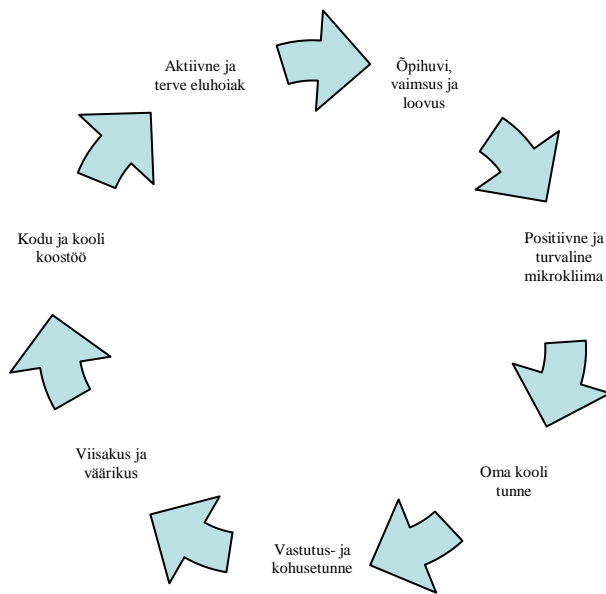 Aktiivne ja
terve eluhoiak
Õpihuvi,
vaimsus ja
loovus
Positiivne ja
turvaline
mikrokliima
Oma kooli
tunne
Vastutus- ja
kohusetunne
Viisakus ja
väärikus
Kodu ja kooli
koostöö